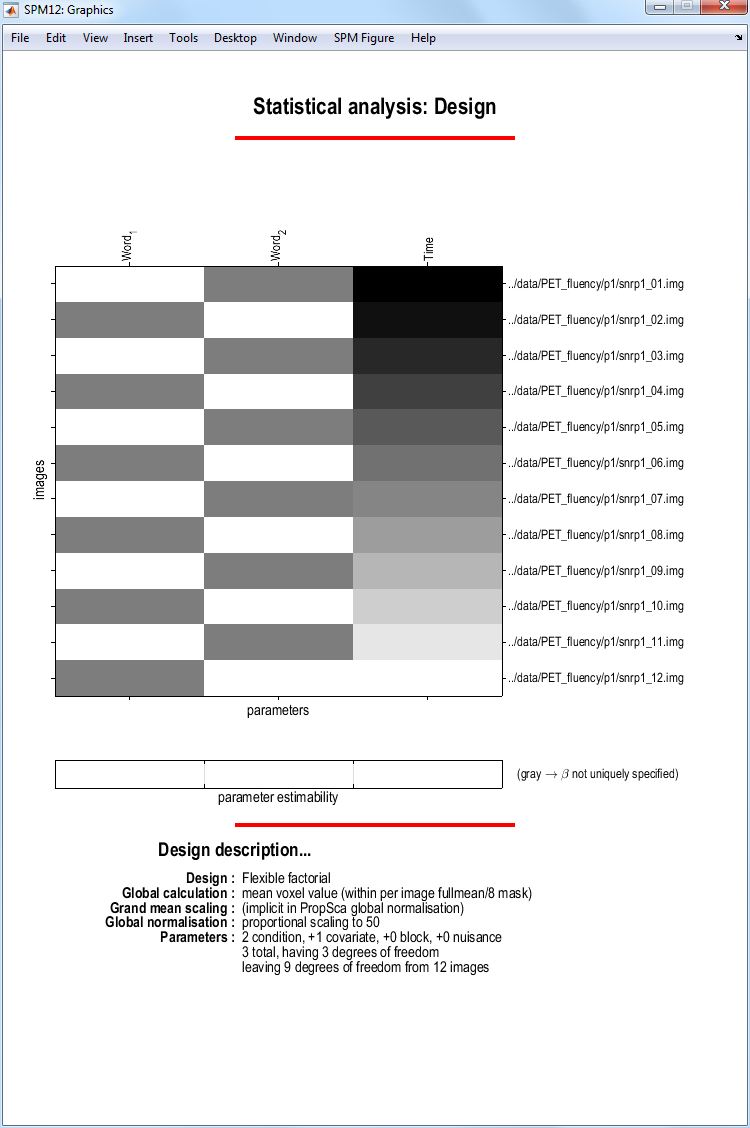 SPM12: Graphics
File Edit View Insert Tools Desktop Window SPM Figure Help
Statistical analysis: Design
Word1 Word2 Time
../data/PET_fluency/p1/snrp1_01.img
../data/PET_fluency/p1/snrp1_02.img
../data/PET_fluency/p1/snrp1_03.img
../data/PET_fluency/p1/snrp1_04.img
../data/PET_fluency/p1/snrp1_05.img
../data/PET_fluency/p1/snrp1_06.img
../data/PET_fluency/p1/snrp1_07.img
../data/PET_fluency/p1/snrp1_08.img
../data/PET_fluency/p1/snrp1_09.img
../data/PET_fluency/p1/snrp1_10.img
../data/PET_fluency/p1/snrp1_11.img
../data/PET_fluency/p1/snrp1_12.img
images
parameters
(gray → β not uniquely specified)
parameter estimability
Design description...
Design : Flexible factorial
Global calculation : mean voxel value (within per image fullmean/8 mask)
Grand mean scaling : (implicit in PropSca global normalisation)
Global normalisation : proportional scaling to 50
Parameters : 2 condition, +1 covariate, +0 block, +0 nuisance
3 total, having 3 degrees of freedom
leaving 9 degrees of freedom from 12 images